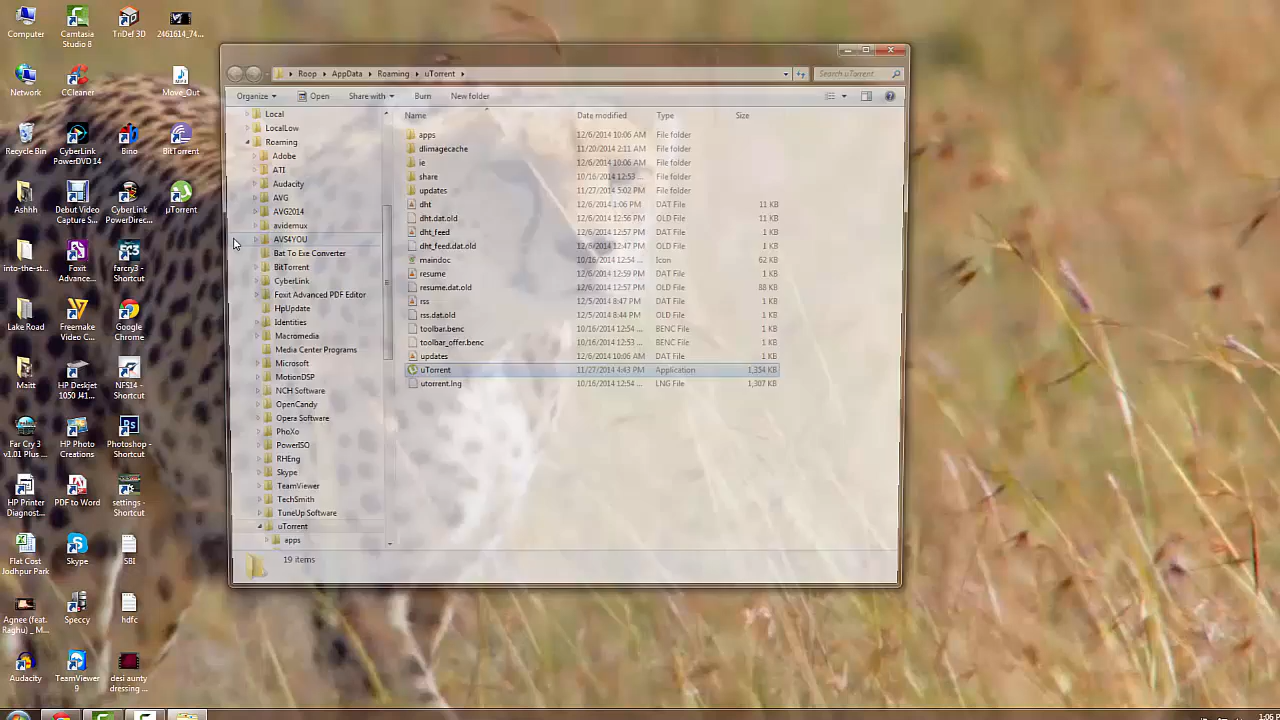 Computer
Camtasia Studio 8
TriDef 3D
2461614_74...
Network
CCleaner
Move_Out
Recycle Bin
CyberLink PowerDVD 14
Bino
BitTorrent
Ashhh
Debut Video Capture S...
CyberLink PowerDirec...
µTorrent
into-the-st...
Foxit Advance...
farcry3 - Shortcut
Lake Road
Freemake Video C...
Google Chrome
Maitt
HP Deskjet 1050 J41...
NFS14 - Shortcut
Far Cry 3 v1.01 Plus ...
HP Photo Creations
Photoshop - Shortcut
HP Printer Diagnost...
PDF to Word
settings - Shortcut
Flat Cost Jodhpur Park
Skype
SBI
Agnee (feat. Raghu) _ M...
Speccy
hdfc
Audacity
TeamViewer 9
desi aunty dressing ...
Roop
AppData
Roaming
uTorrent
Search uTorrent
Organize
Open
Share with
Burn
New folder
Local
LocalLow
Roaming
Adobe
ATI
Audacity
AVG
AVG2014
avidemux
AVS4YOU
Bat To Exe Converter
BitTorrent
CyberLink
Foxit Advanced PDF Editor
HpUpdate
Identities
Macromedia
Media Center Programs
Microsoft
MotionDSP
NCH Software
OpenCandy
Opera Software
PhoXo
PowerISO
RHEng
Skype
TeamViewer
TechSmith
TuneUp Software
uTorrent
apps
Name Date modified Type Size
apps 12/6/2014 10:06 AM File folder
dlimagecache 11/20/2014 2:11 AM File folder
ie 12/6/2014 10:06 AM File folder
share 10/16/2014 12:53 ... File folder
updates 11/27/2014 5:02 PM File folder
dht 12/6/2014 1:06 PM DAT File 11 KB
dht.dat.old 12/6/2014 12:56 PM OLD File 11 KB
dht_feed 12/6/2014 12:57 PM DAT File 1 KB
dht_feed.dat.old 12/6/2014 12:47 PM OLD File 1 KB
maindoc 10/16/2014 12:54 ... Icon 62 KB
resume 12/6/2014 12:59 PM DAT File 1 KB
resume.dat.old 12/6/2014 12:57 PM OLD File 88 KB
rss 12/5/2014 8:47 PM DAT File 1 KB
rss.dat.old 12/5/2014 8:44 PM OLD File 1 KB
toolbar.benc 10/16/2014 12:54 ... BENC File 1 KB
toolbar_offer.benc 10/16/2014 12:53 ... BENC File 1 KB
updates 12/6/2014 10:06 AM DAT File 1 KB
uTorrent 11/27/2014 4:43 PM Application 1,354 KB
utorrent.lng 10/16/2014 12:54 ... LNG File 1,307 KB
19 items